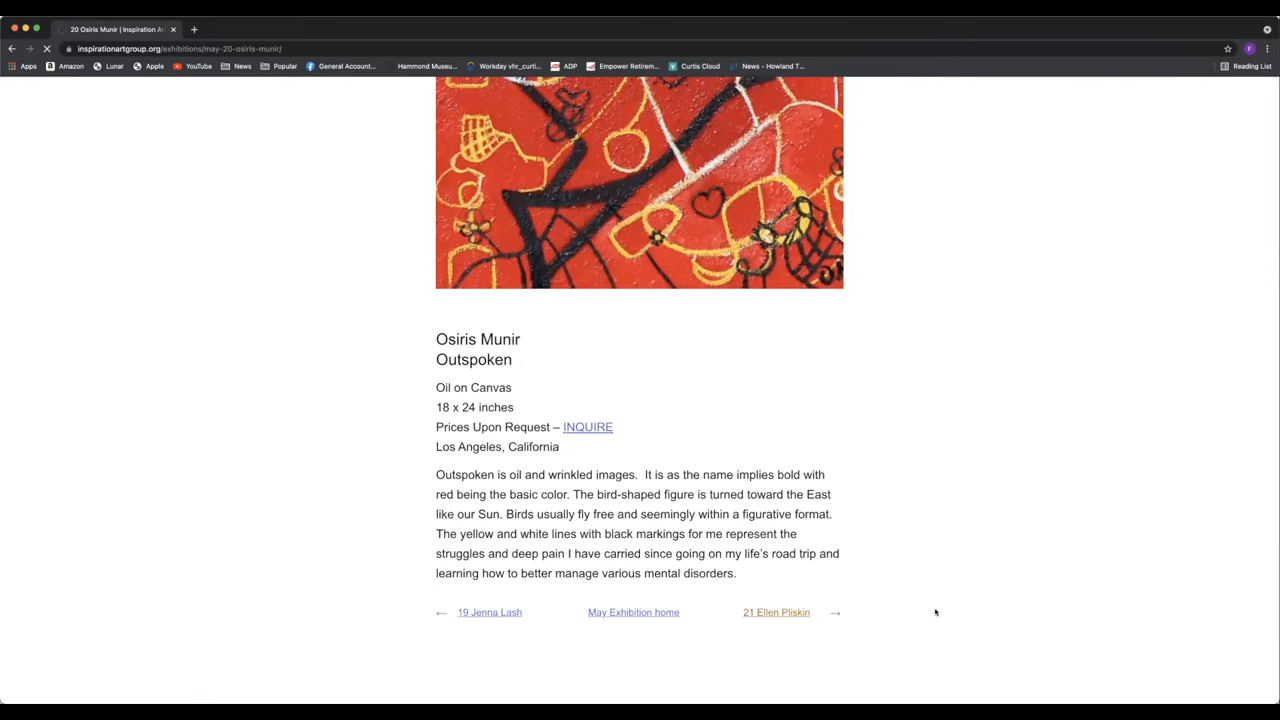 20 Osiris Munir | Inspiration Ar
inspirationartgroup.org/exhibitions/may-20-osiris-munir/
F
Apps Amazon Lunar Apple YouTube News Popular General Account... Hammond Museu... Workday vhr_curti... ADP Empower Retirem... Curtis Cloud News - Howland T... Reading List
Osiris Munir
Outspoken
Oil on Canvas
18 x 24 inches
Prices Upon Request – INQUIRE
Los Angeles, California
Outspoken is oil and wrinkled images. It is as the name implies bold with
red being the basic color. The bird-shaped figure is turned toward the East
like our Sun. Birds usually fly free and seemingly within a figurative format.
The yellow and white lines with black markings for me represent the
struggles and deep pain I have carried since going on my life's road trip and
learning how to better manage various mental disorders.
← 19 Jenna Lash May Exhibition home 21 Ellen Pliskin →